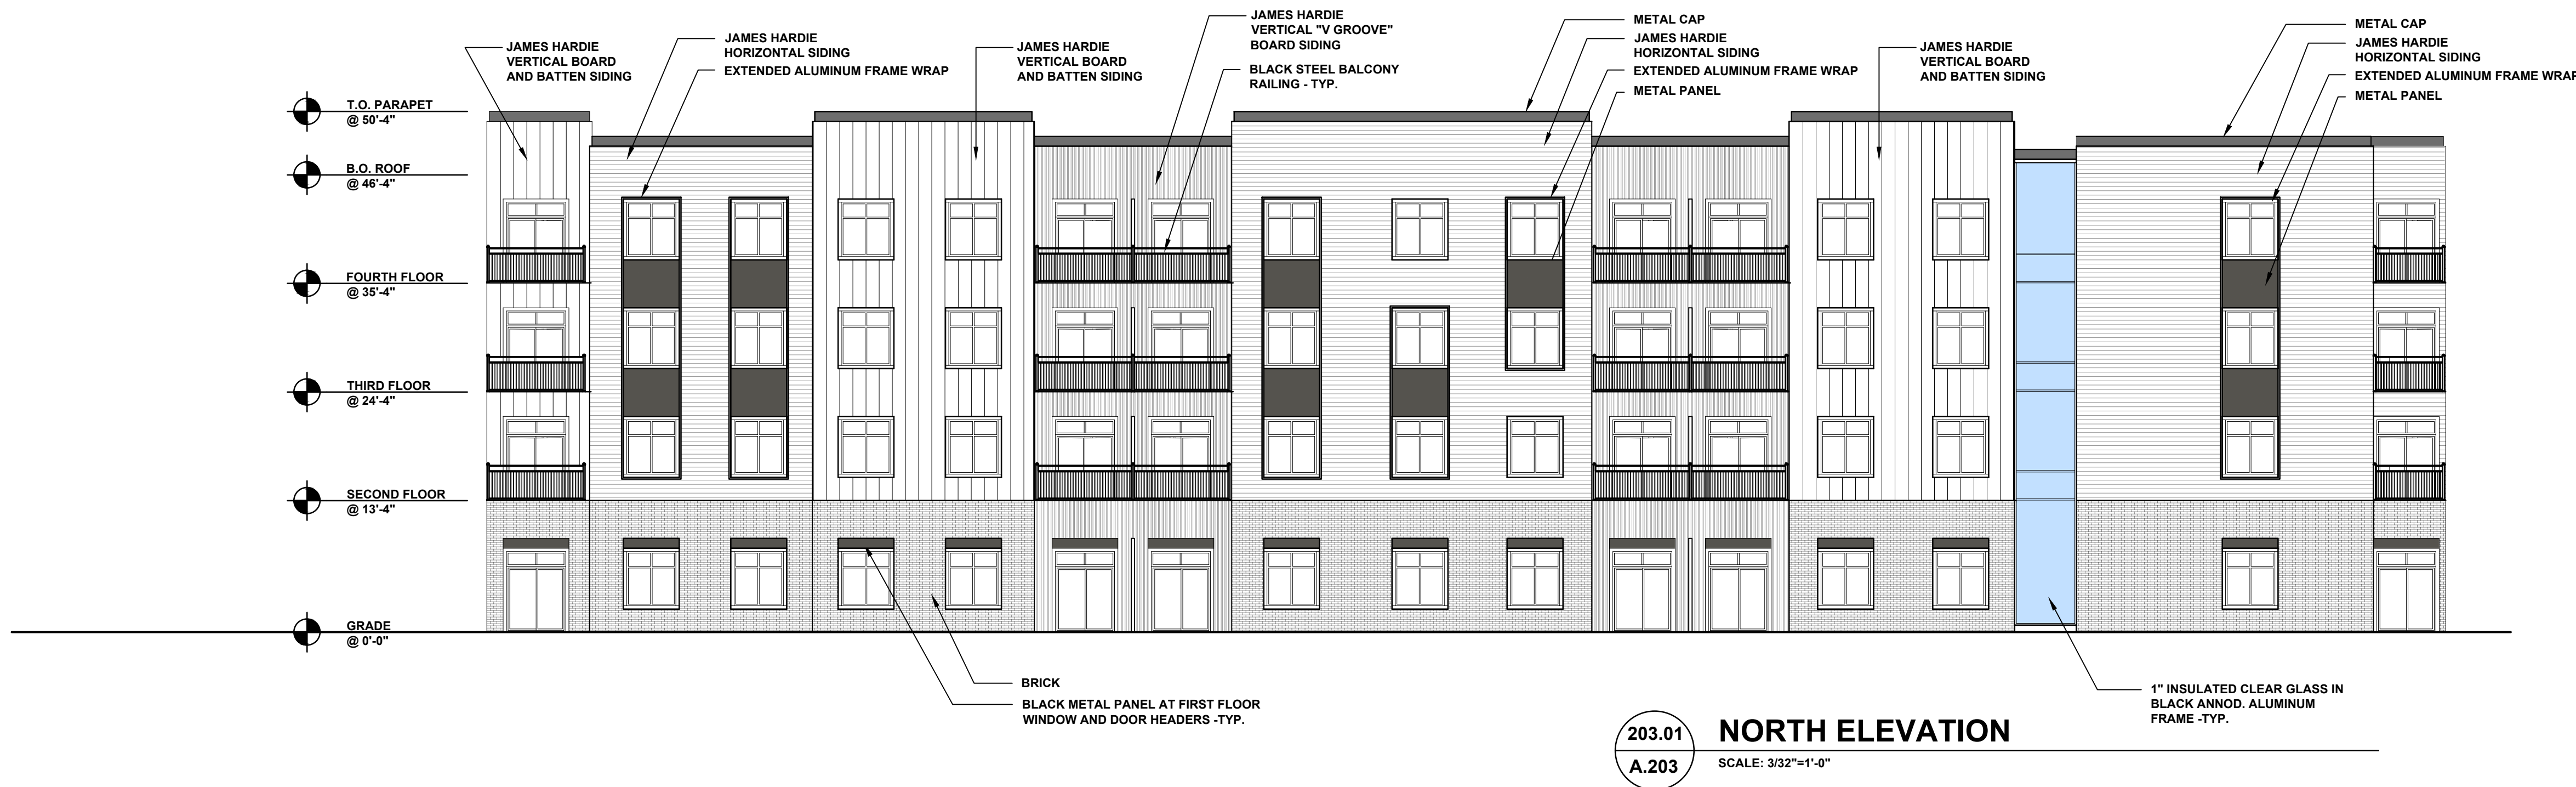 JAMES HARDIE
VERTICAL BOARD
AND BATTEN SIDING
JAMES HARDIE
HORIZONTAL SIDING
EXTENDED ALUMINUM FRAME WRAP
JAMES HARDIE
VERTICAL BOARD
AND BATTEN SIDING
JAMES HARDIE
VERTICAL "V GROOVE"
BOARD SIDING
BLACK STEEL BALCONY
RAILING - TYP.
METAL CAP
JAMES HARDIE
HORIZONTAL SIDING
EXTENDED ALUMINUM FRAME WRAP
METAL PANEL
JAMES HARDIE
VERTICAL BOARD
AND BATTEN SIDING
METAL CAP
JAMES HARDIE
HORIZONTAL SIDING
EXTENDED ALUMINUM FRAME WRAP
METAL PANEL
T.O. PARAPET
@ 50'-4"
B.O. ROOF
@ 46'-4"
FOURTH FLOOR
@ 35'-4"
THIRD FLOOR
@ 24'-4"
SECOND FLOOR
@ 13'-4"
GRADE
@ 0'-0"
BRICK
BLACK METAL PANEL AT FIRST FLOOR
WINDOW AND DOOR HEADERS -TYP.
1" INSULATED CLEAR GLASS IN
BLACK ANNOD. ALUMINUM
FRAME -TYP.
203.01
A.203
NORTH ELEVATION
SCALE: 3/32"=1'-0"